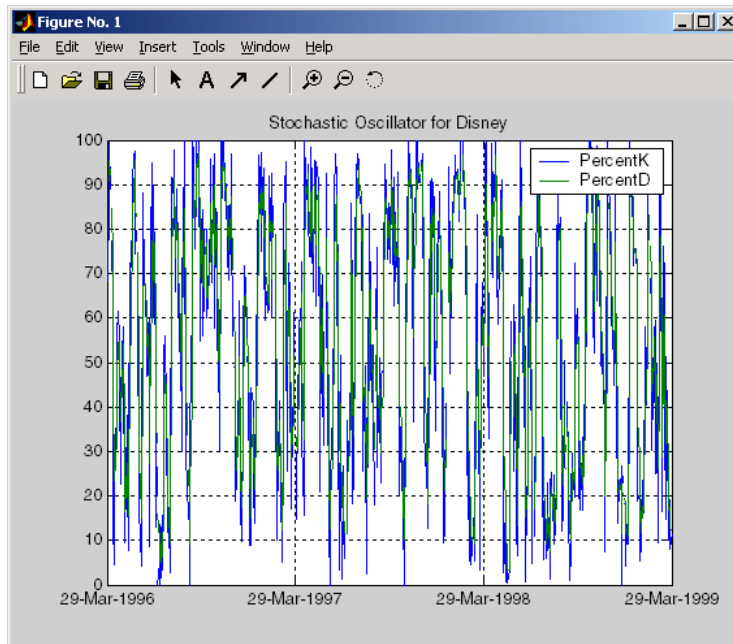 Figure No. 1
File Edit View Insert Tools Window Help
A
Stochastic Oscillator for Disney
100
90
80
70
60
50
40
30
20
10
0
PercentK
PercentD
29-Mar-1996 29-Mar-1997 29-Mar-1998 29-Mar-1999